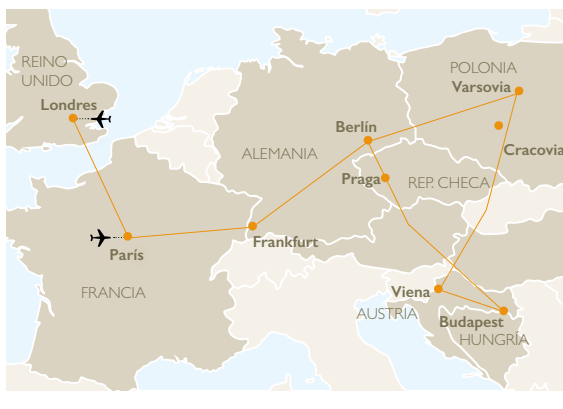 REINO
UNIDO
Londres
POLONIA
Varsovia
Berlín
ALEMANIA
Cracovia
Praga
REP. CHECA
Frankfurt
París
FRANCIA
Viena
AUSTRIA
Budapest
HUNGRÍA